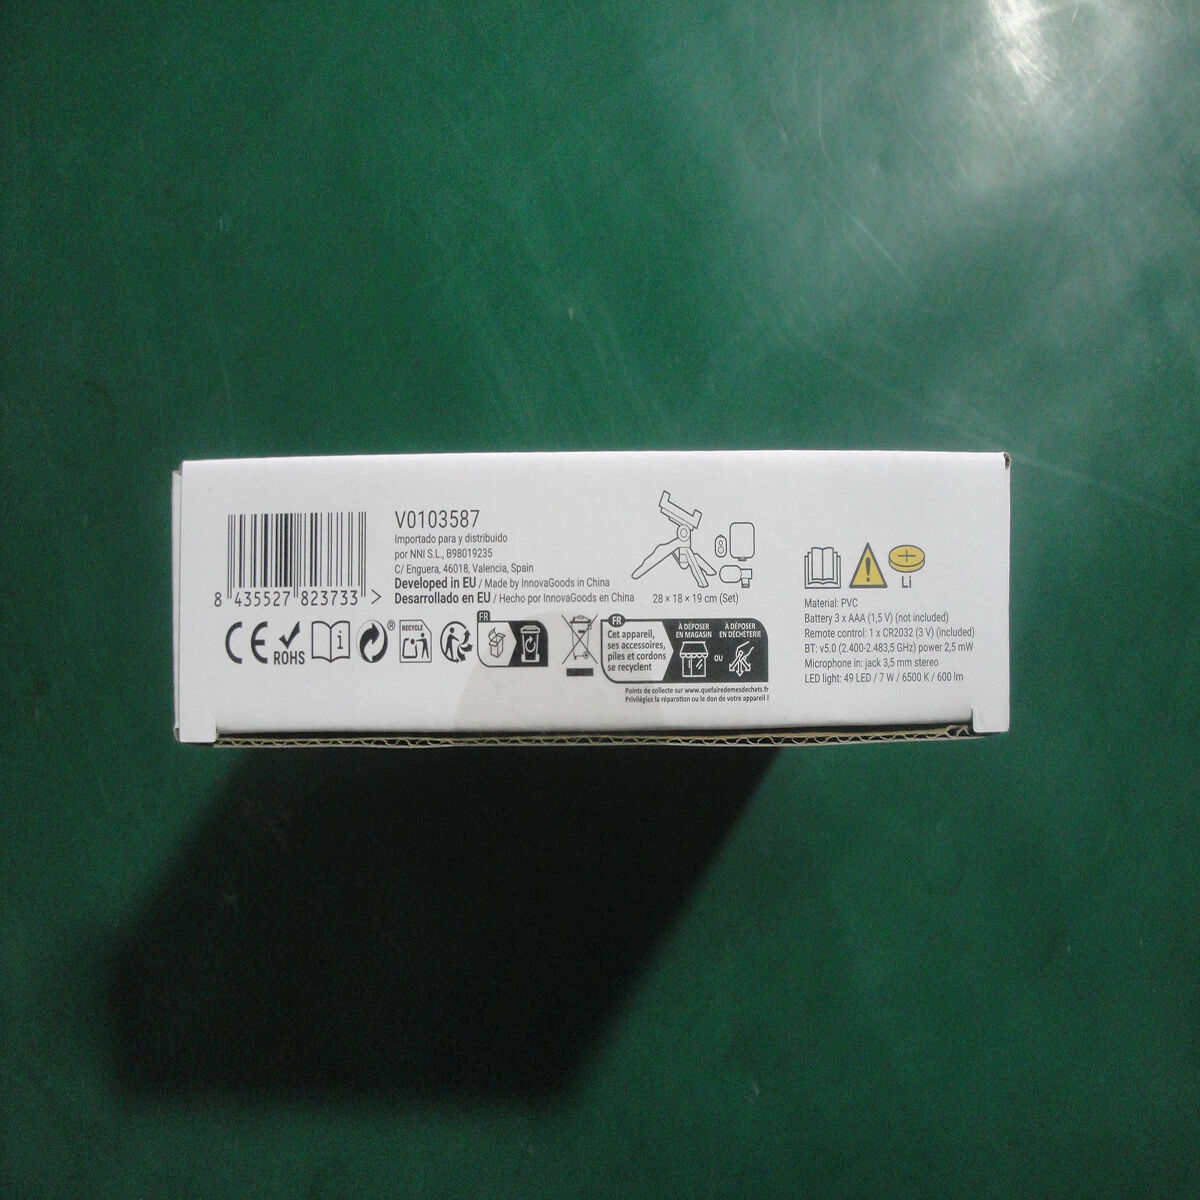 V0103587
Importado para y distribuido
por NNI S.L., B98019235
C/ Enguera, 46018, Valencia, Spain
Developed in EU / Made by InnovaGoods in China
Desarrollado en EU / Hecho por InnovaGoods en China
8 435527 823733 >
CE
ROHS
®
RECYCLE
FR
FR
Cet appareil,
ses accessoires,
piles et cordons
se recyclent
À DÉPOSER
EN MAGASIN
OU
À DÉPOSER
EN DÉCHÈTERIE
Points de collecte sur www.quefairedemesdechets.fr
Privilégiez la réparation ou le don de votre appareil !
28 × 18 × 19 cm (Set)
Li
Material: PVC
Battery 3 x AAA (1,5 V) (not included)
Remote control: 1 x CR2032 (3 V) (included)
BT: v5.0 (2.400-2.483,5 GHz) power 2,5 mW
Microphone in: jack 3,5 mm stereo
LED light: 49 LED / 7 W / 6500 K / 600 lm